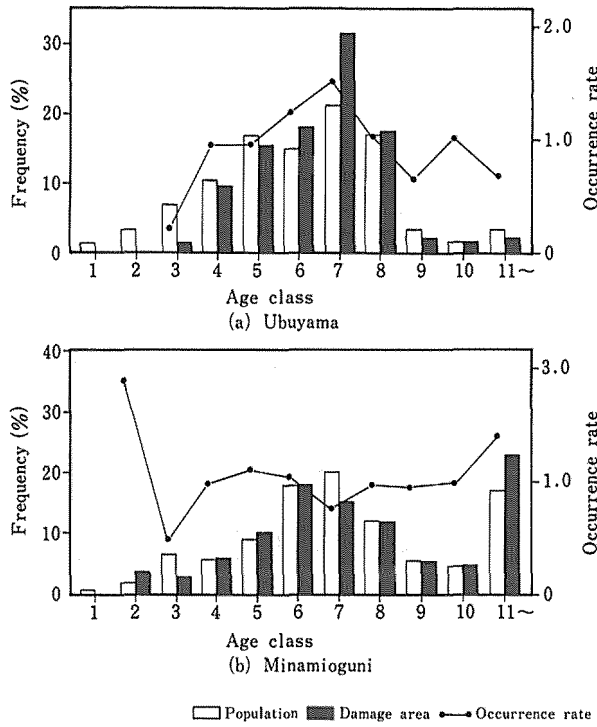 Frequency (%)
30
20
10
0
2.0
1.0
0
Occurrence rate
1 2 3 4 5 6 7 8 9 10 11~
Age class
(a) Ubuyama
Frequency (%)
40
30
20
10
0
3.0
1.0
0
Occurrence rate
1 2 3 4 5 6 7 8 9 10 11~
Age class
(b) Minamioguni
Population Damage area Occurrence rate